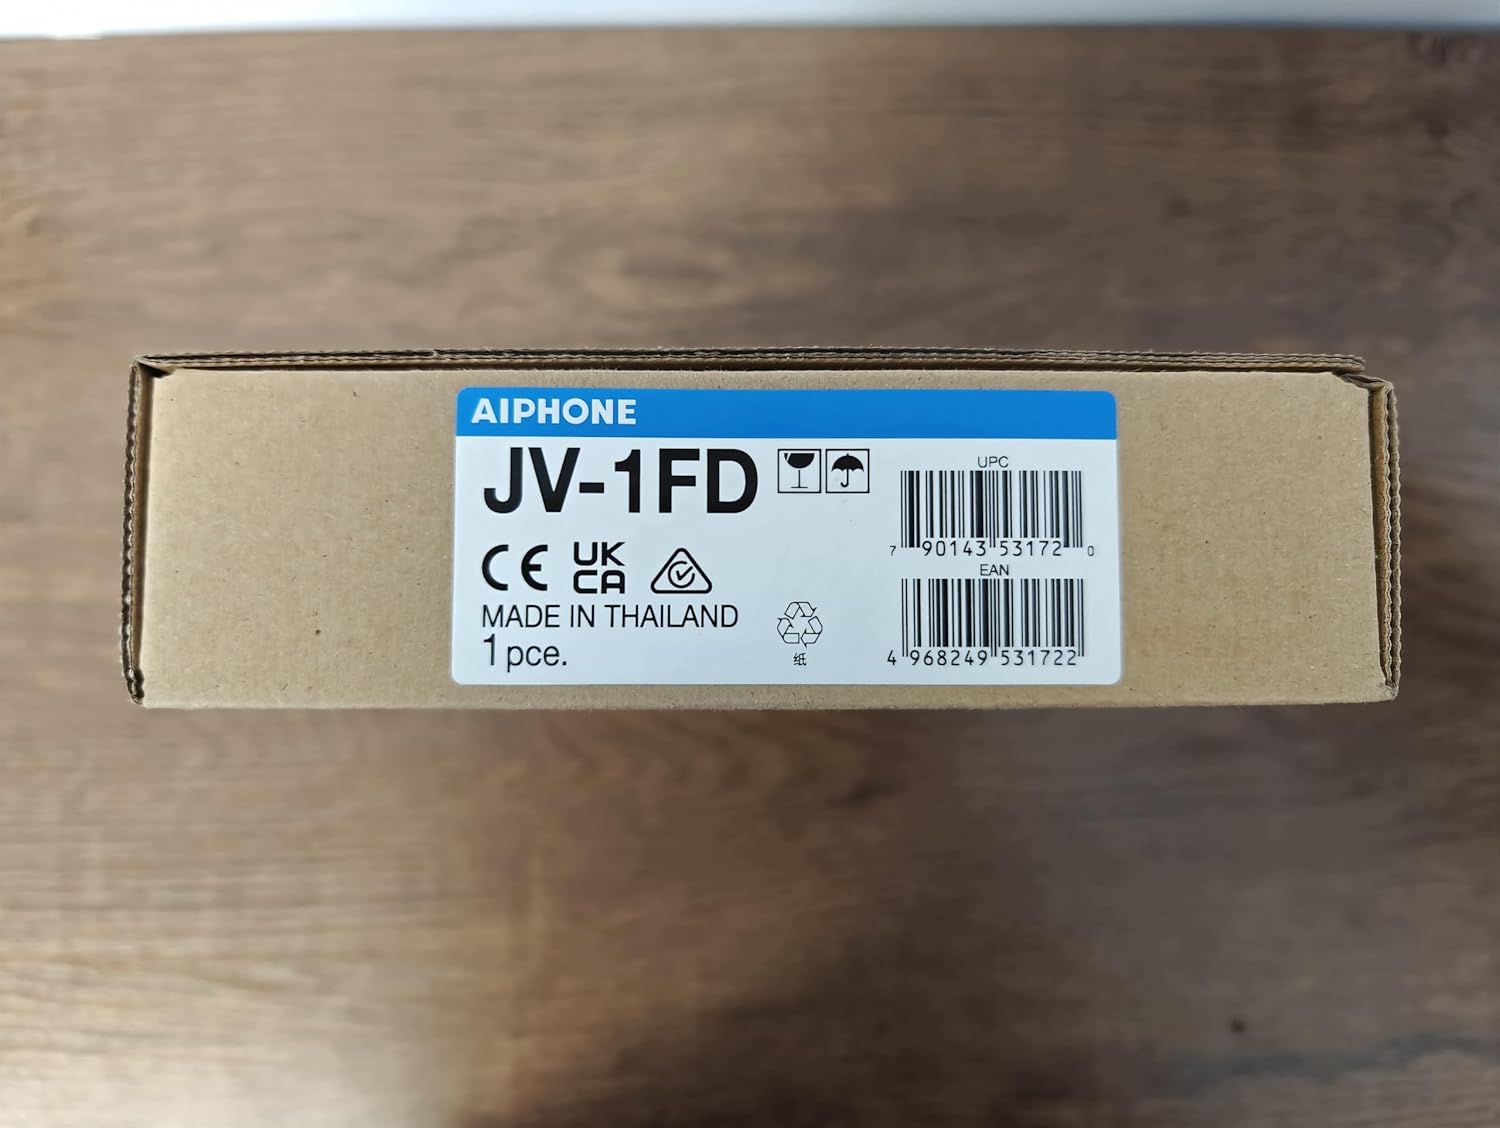 AIPHONE
JV-1FD
CE UK CA
MADE IN THAILAND
1 pce.
纸
UPC
7 90143 53172 0
EAN
4 968249 531722